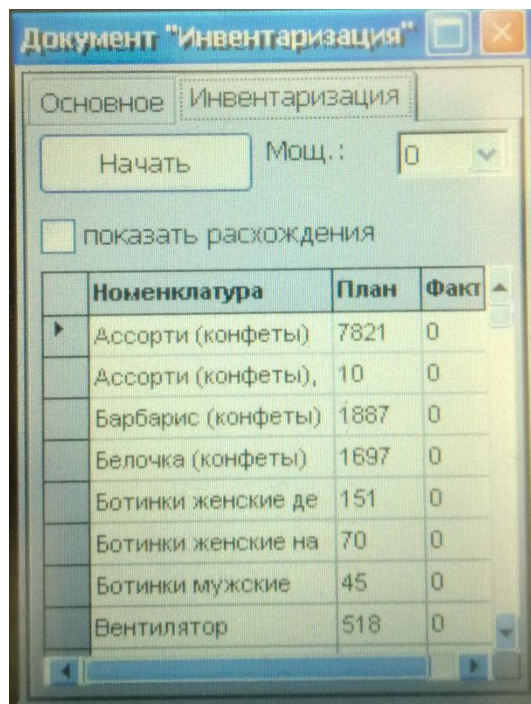 Документ "Инвентаризация"
Основное Инвентаризация
Начать Мощ.: 0
показать расхождения
Номенклатура План Факт
Ассорти (конфеты) 7821 0
Ассорти (конфеты), 10 0
Барбарис (конфеты) 1887 0
Белочка (конфеты) 1697 0
Ботинки женские де 151 0
Ботинки женские на 70 0
Ботинки мужские 45 0
Вентилятор 518 0